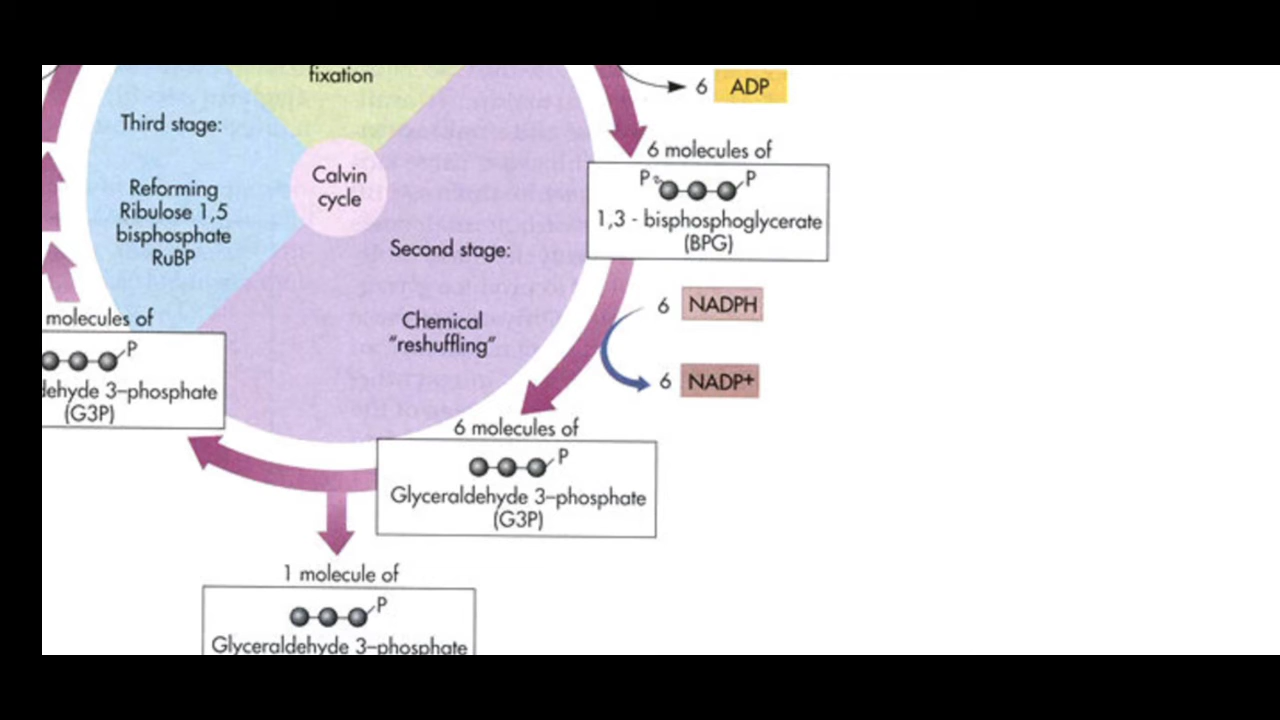 fixation
6 ADP
Third stage:
6 molecules of
P P
1,3 - bisphosphoglycerate
(BPG)
Calvin
cycle
Reforming
Ribulose 1,5
bisphosphate
RuBP
Second stage:
Chemical
“reshuffling”
6 NADPH
6 NADP+
molecules of
P
dehyde 3–phosphate
(G3P)
6 molecules of
P
Glyceraldehyde 3–phosphate
(G3P)
1 molecule of
P
Glyceraldehyde 3–phosphate